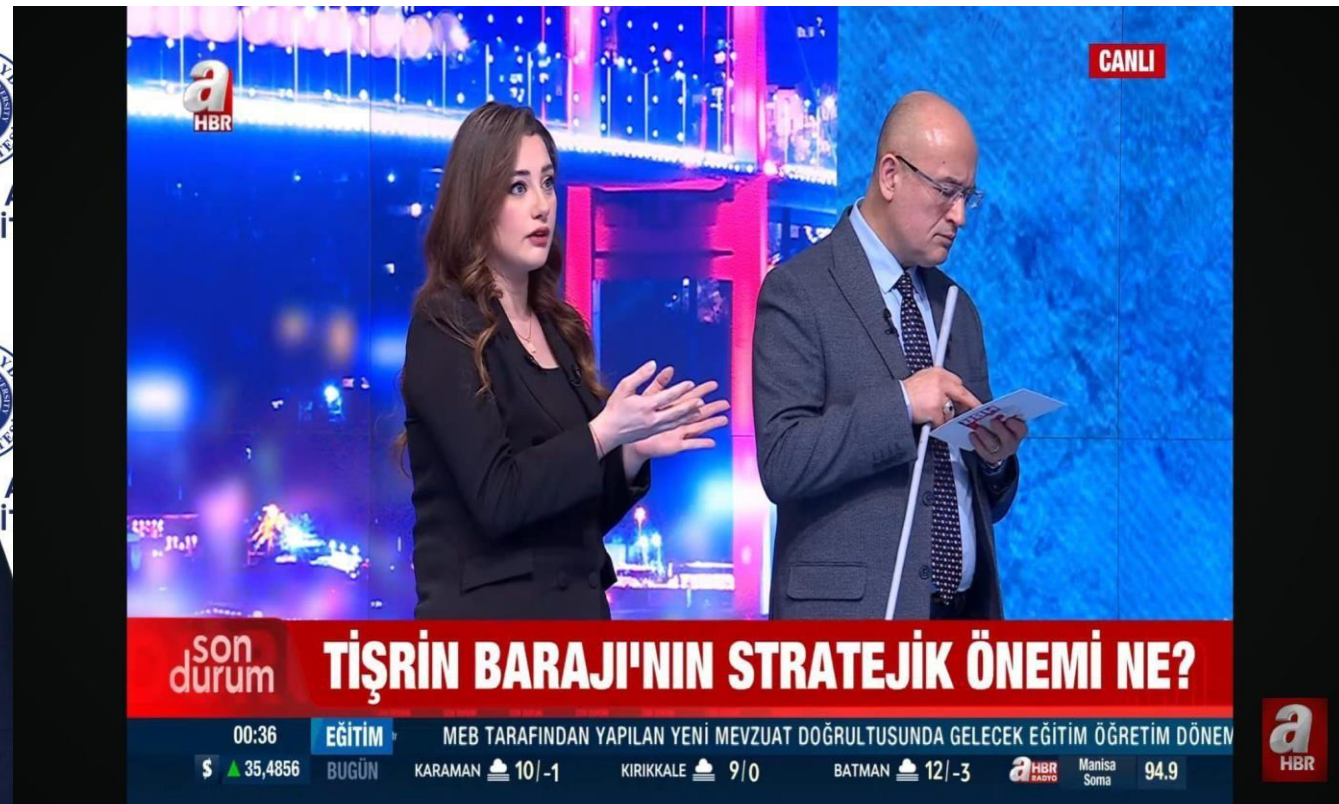 CANLI
a
HBR
son
durum
TİŞRİN BARAJI'NIN STRATEJİK ÖNEMİ NE?
00:36 EĞİTİM MEB TARAFINDAN YAPILAN YENİ MEVZUAT DOĞRULTUSUNDA GELECEK EĞİTİM ÖĞRETİM DÖNEM
$ ▲ 35,4856 BUGÜN KARAMAN 10/-1 KIRIKKALE 9/0 BATMAN 12/-3 a HBR RADYO Manisa Soma 94.9
a
HBR